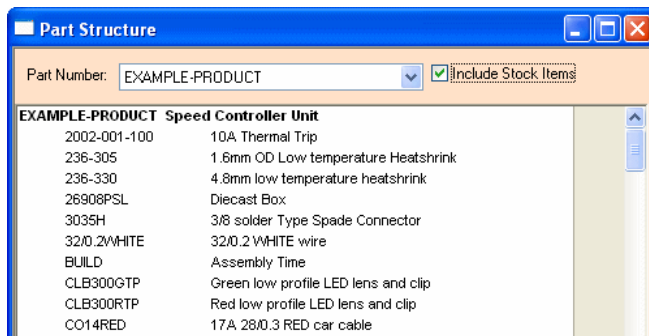 Part Structure
Part Number: EXAMPLE-PRODUCT Include Stock Items
EXAMPLE-PRODUCT Speed Controller Unit
2002-001-100 10A Thermal Trip
236-305 1.6mm OD Low temperature Heatshrink
236-330 4.8mm low temperature heatshrink
26908PSL Diecast Box
3035H 3/8 solder Type Spade Connector
32/0.2WHITE 32/0.2 WHITE wire
BUILD Assembly Time
CLB300GTP Green low profile LED lens and clip
CLB300RTP Red low profile LED lens and clip
CO14RED 17A 28/0.3 RED car cable